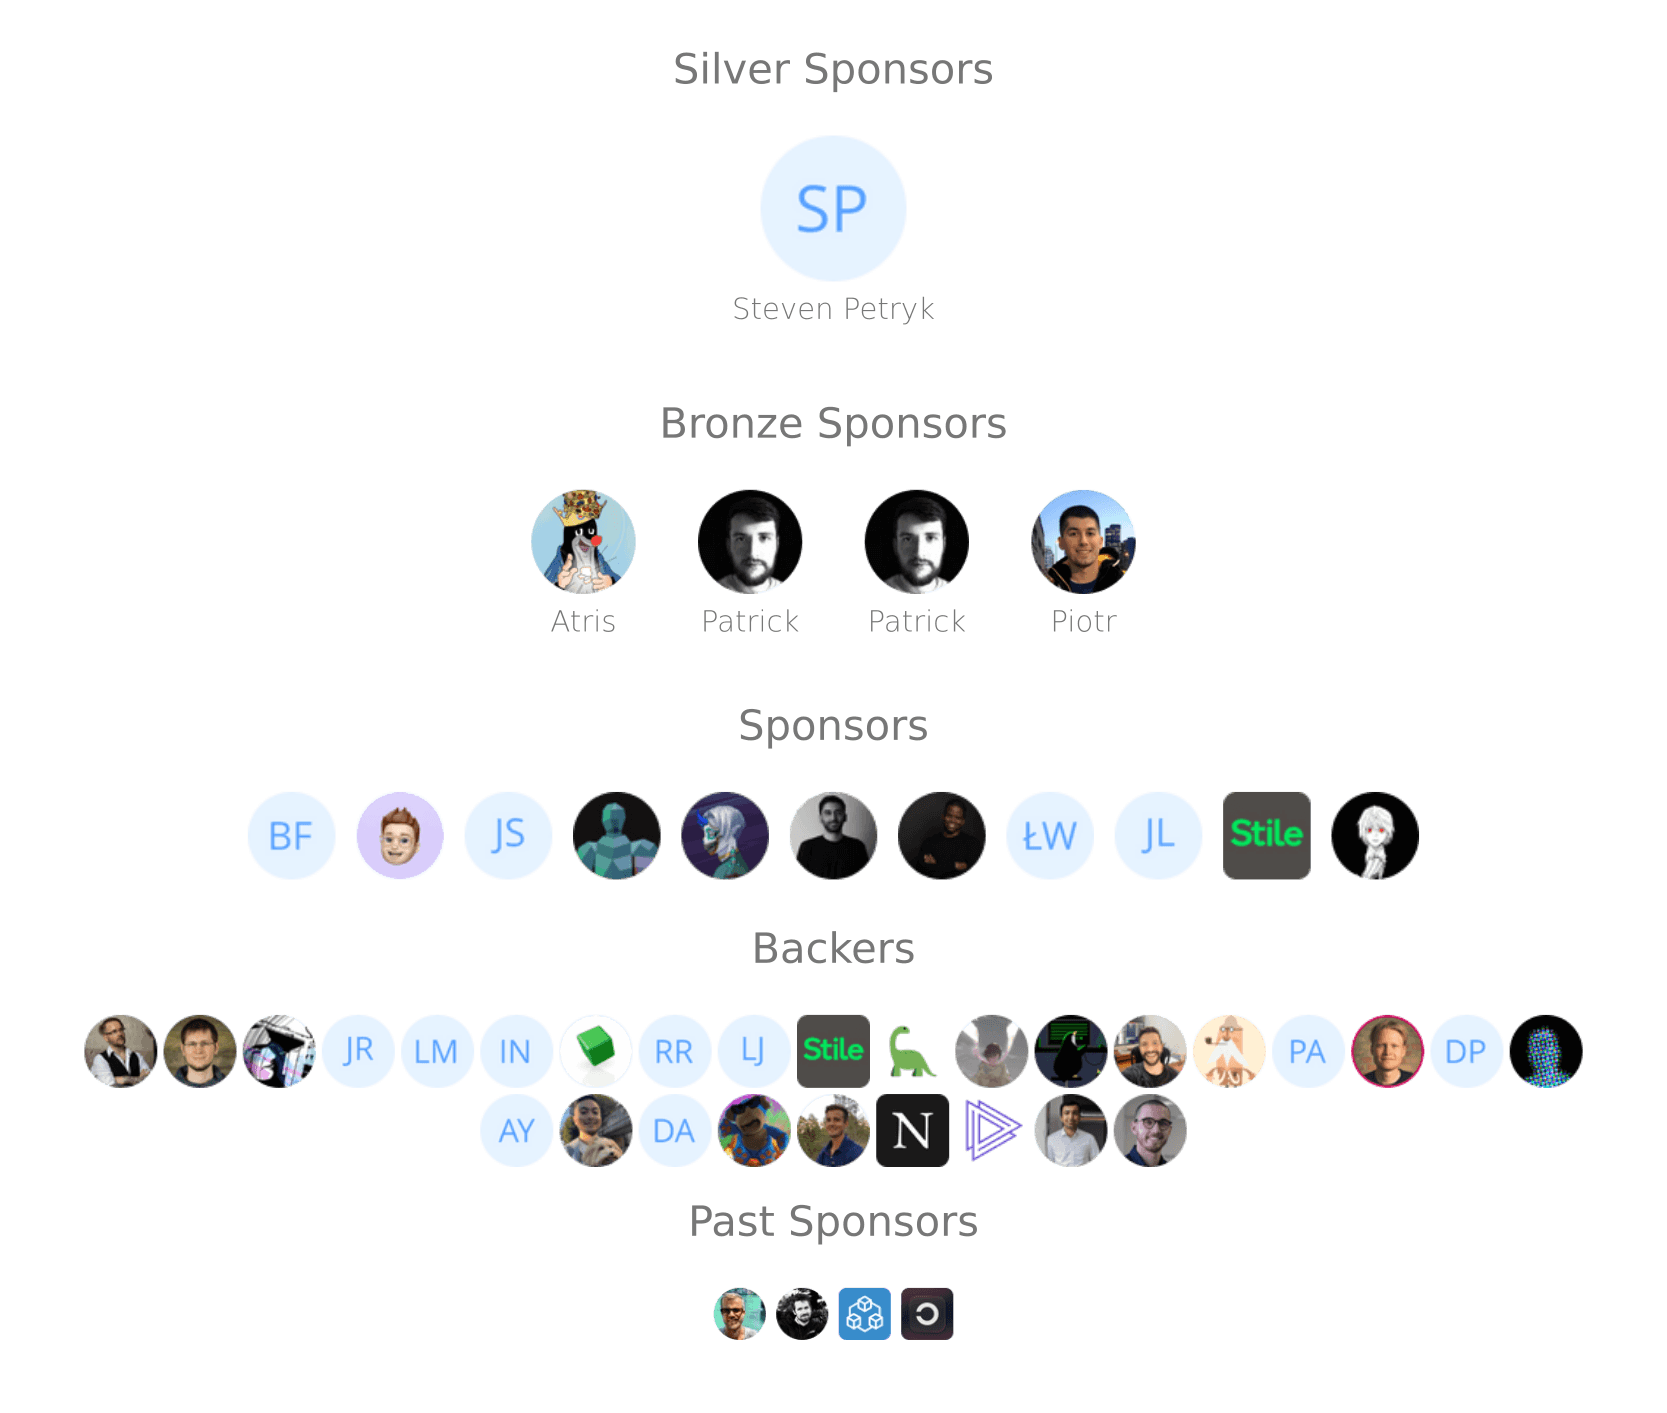 Silver Sponsors
SP
Steven Petryk
Bronze Sponsors
Atris Patrick Patrick Piotr
Sponsors
BF JS ŁW JL Stile
Backers
JR LM IN RR LJ Stile PA DP
AY DA N
Past Sponsors